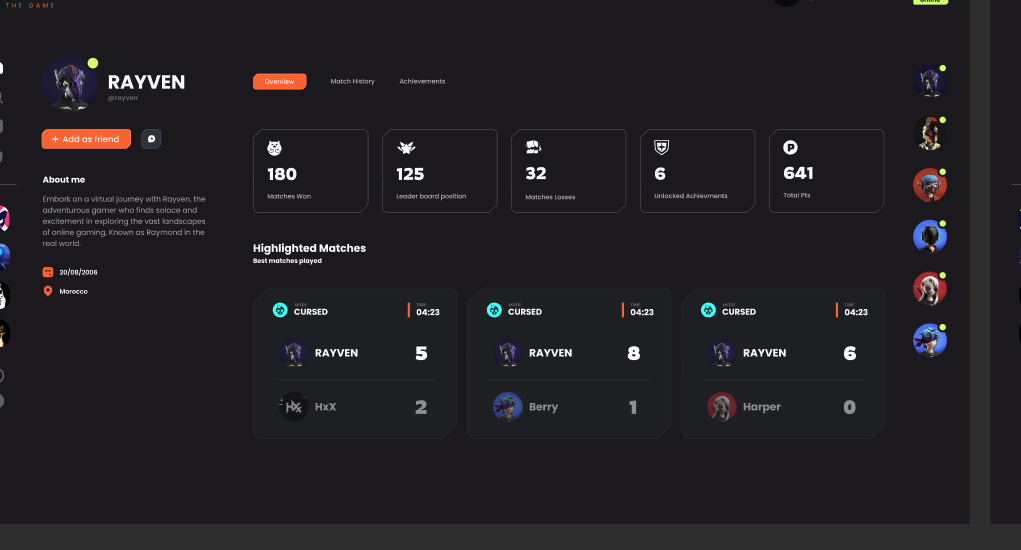 THE GAME
online
RAYVEN
@rayven
Overview
Match History
Achievements
+ Add as friend
About me
Embark on a virtual journey with Rayven, the
adventurous gamer who finds solace and
excitement in exploring the vast landscapes
of online gaming. Known as Raymond in the
real world.
20/08/2006
Morocco
180
Matches Won
125
Leader board position
32
Matches Losses
6
Unlocked Achievments
641
Total Pts
Highlighted Matches
Best matches played
MODE
CURSED
TIME
04:23
RAYVEN
5
HxX
HxX
2
MODE
CURSED
TIME
04:23
RAYVEN
8
Berry
1
MODE
CURSED
TIME
04:23
RAYVEN
6
Harper
0